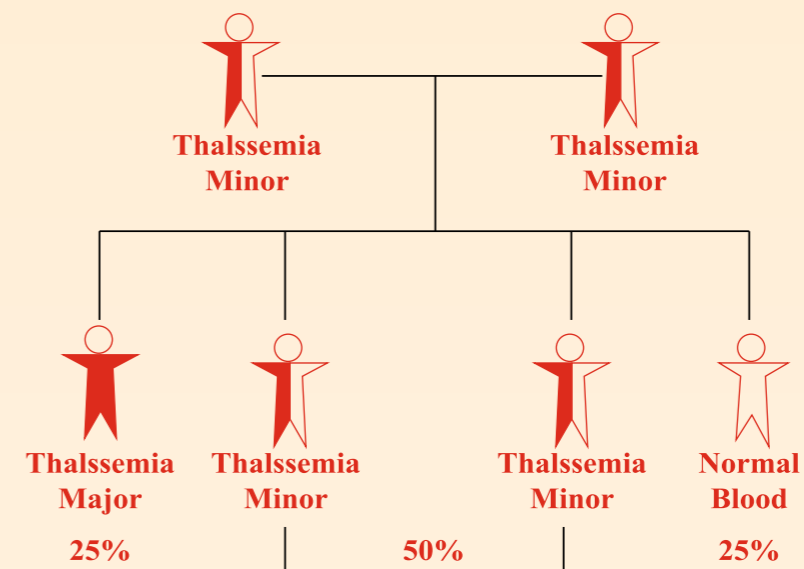 Thalssemia
Minor
Thalssemia
Minor
Thalssemia
Major
Thalssemia
Minor
Thalssemia
Minor
Normal
Blood
25%
50%
25%